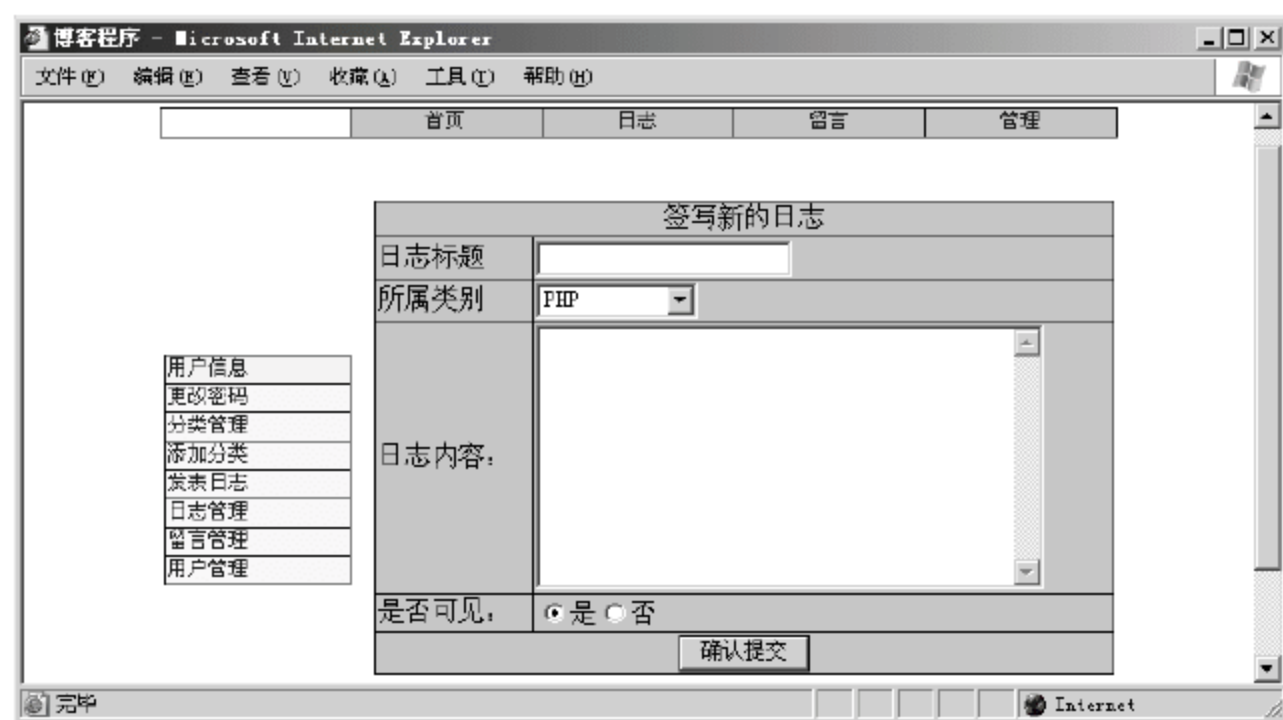 博客程序 - Microsoft Internet Explorer
文件(F) 编辑(E) 查看(V) 收藏(A) 工具(T) 帮助(H)
首页 日志 留言 管理
签写新的日志
日志标题
所属类别 PHP
用户信息
更改密码
分类管理
添加分类
发表日志
日志管理
留言管理
用户管理
日志内容：
是否可见： 是 否
确认提交
完毕 Internet